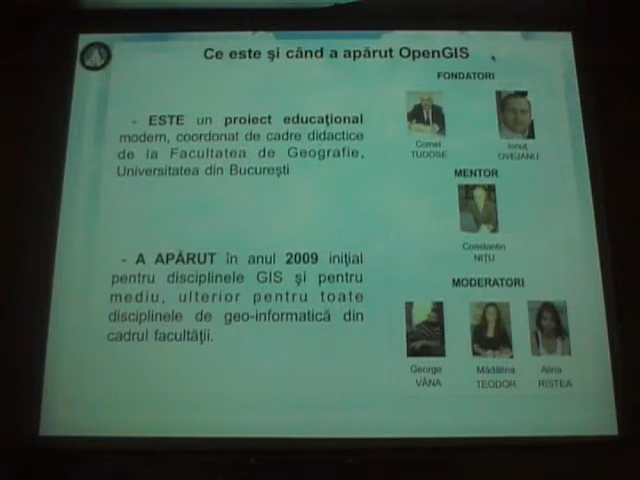 Ce este şi când a apărut OpenGIS
- ESTE un proiect educaţional
modern, coordonat de cadre didactice
de la Facultatea de Geografie,
Universitatea din Bucureşti
- A APĂRUT în anul 2009 iniţial
pentru disciplinele GIS şi pentru
mediu, ulterior pentru toate
disciplinele de geo-informatică din
cadrul facultăţii.
FONDATORI
Cornel
TUDOSE
Ionuţ
OVEJANU
MENTOR
Constantin
NIŢU
MODERATORI
George
VÂNA
Mădălina
TEODOR
Alina
RISTEA